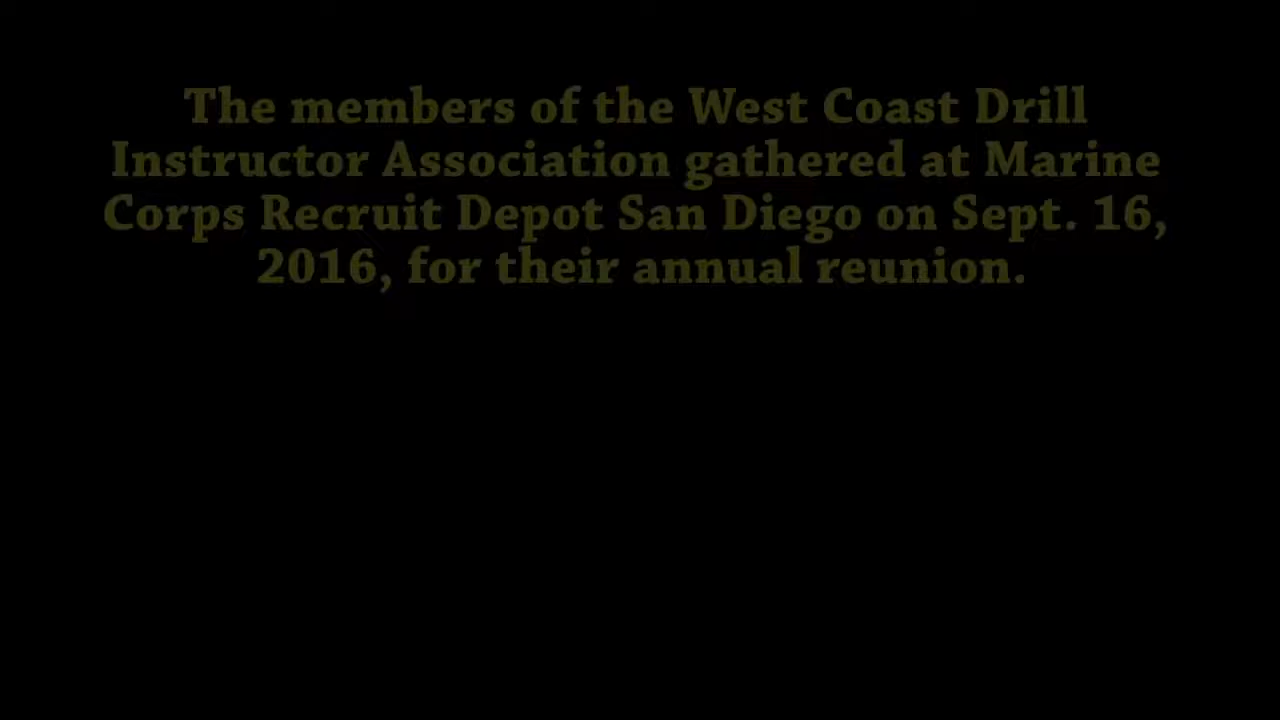 The members of the West Coast Drill
Instructor Association gathered at Marine
Corps Recruit Depot San Diego on Sept. 16,
2016, for their annual reunion.